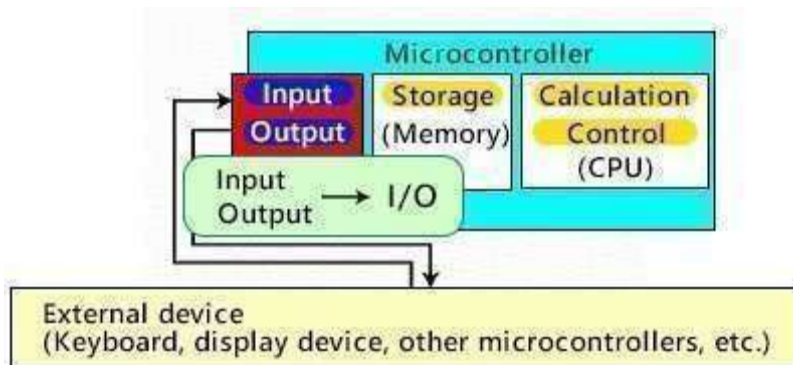 Microcontroller
Input
Output
Storage
(Memory)
Calculation
Control
(CPU)
Input
Output → I/O
External device
(Keyboard, display device, other microcontrollers, etc.)